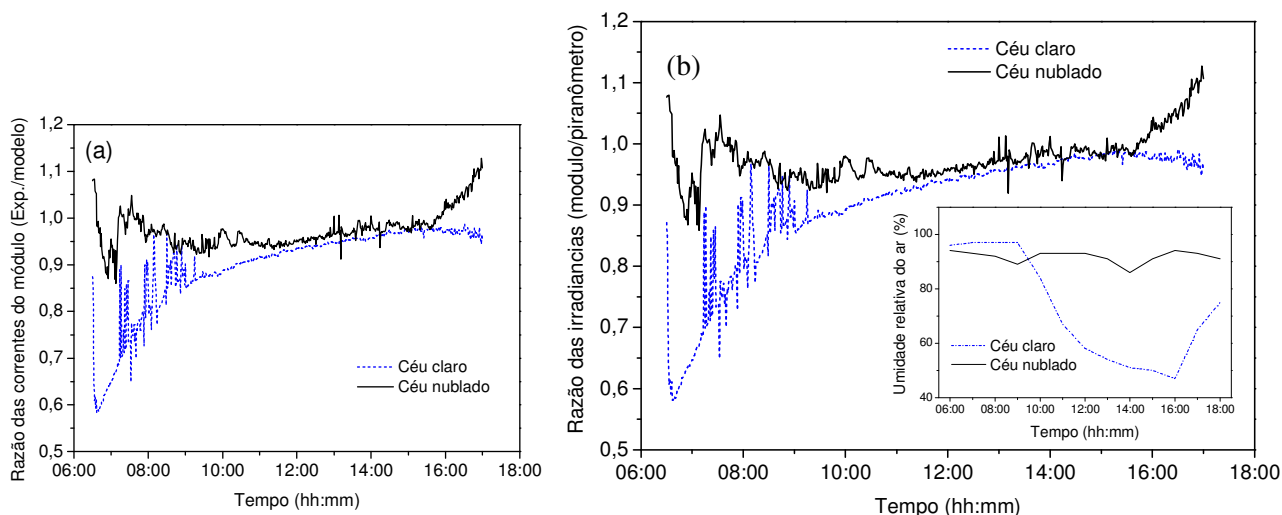 (a)
Razão das correntes do módulo (Exp./modelo)
1,2
1,1
1,0
0,9
0,8
0,7
0,6
0,5
Céu claro
Céu nublado
06:00 08:00 10:00 12:00 14:00 16:00 18:00
Tempo (hh:mm)
(b)
Razão das irradiancias (modulo/piranômetro)
1,2
1,1
1,0
0,9
0,8
0,7
0,6
0,5
Céu claro
Céu nublado
Umidade relativa do ar (%)
100
80
60
40
Céu claro
Céu nublado
06:00 08:00 10:00 12:00 14:00 16:00 18:00
Tempo (hh:mm)
06:00 08:00 10:00 12:00 14:00 16:00 18:00
Tempo (hh:mm)